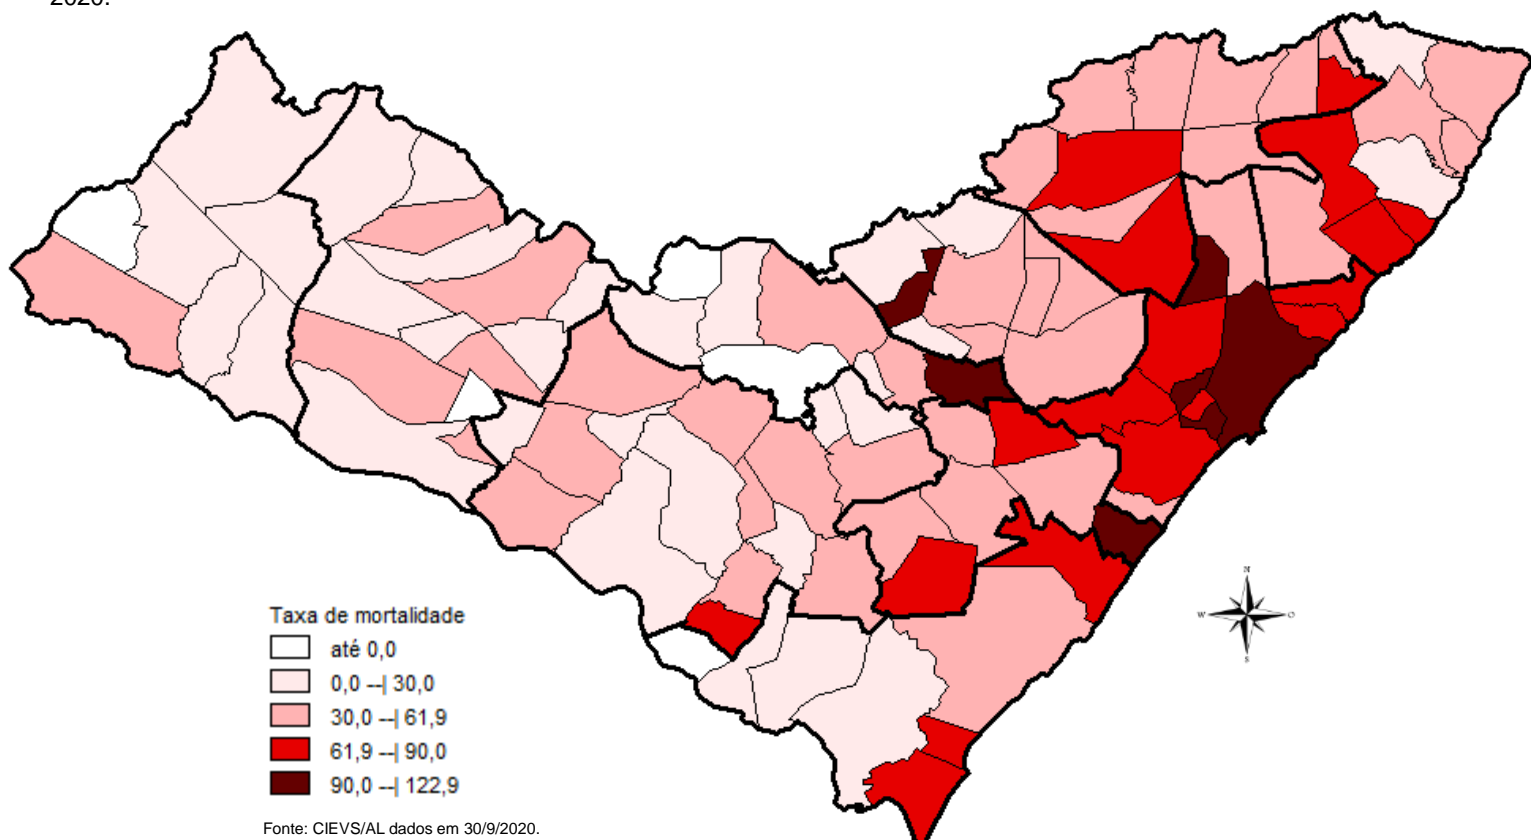 2020.
N
W
O
S
Taxa de mortalidade
até 0,0
0,0 --| 30,0
30,0 --| 61,9
61,9 --| 90,0
90,0 --| 122,9
Fonte: CIEVS/AL dados em 30/9/2020.